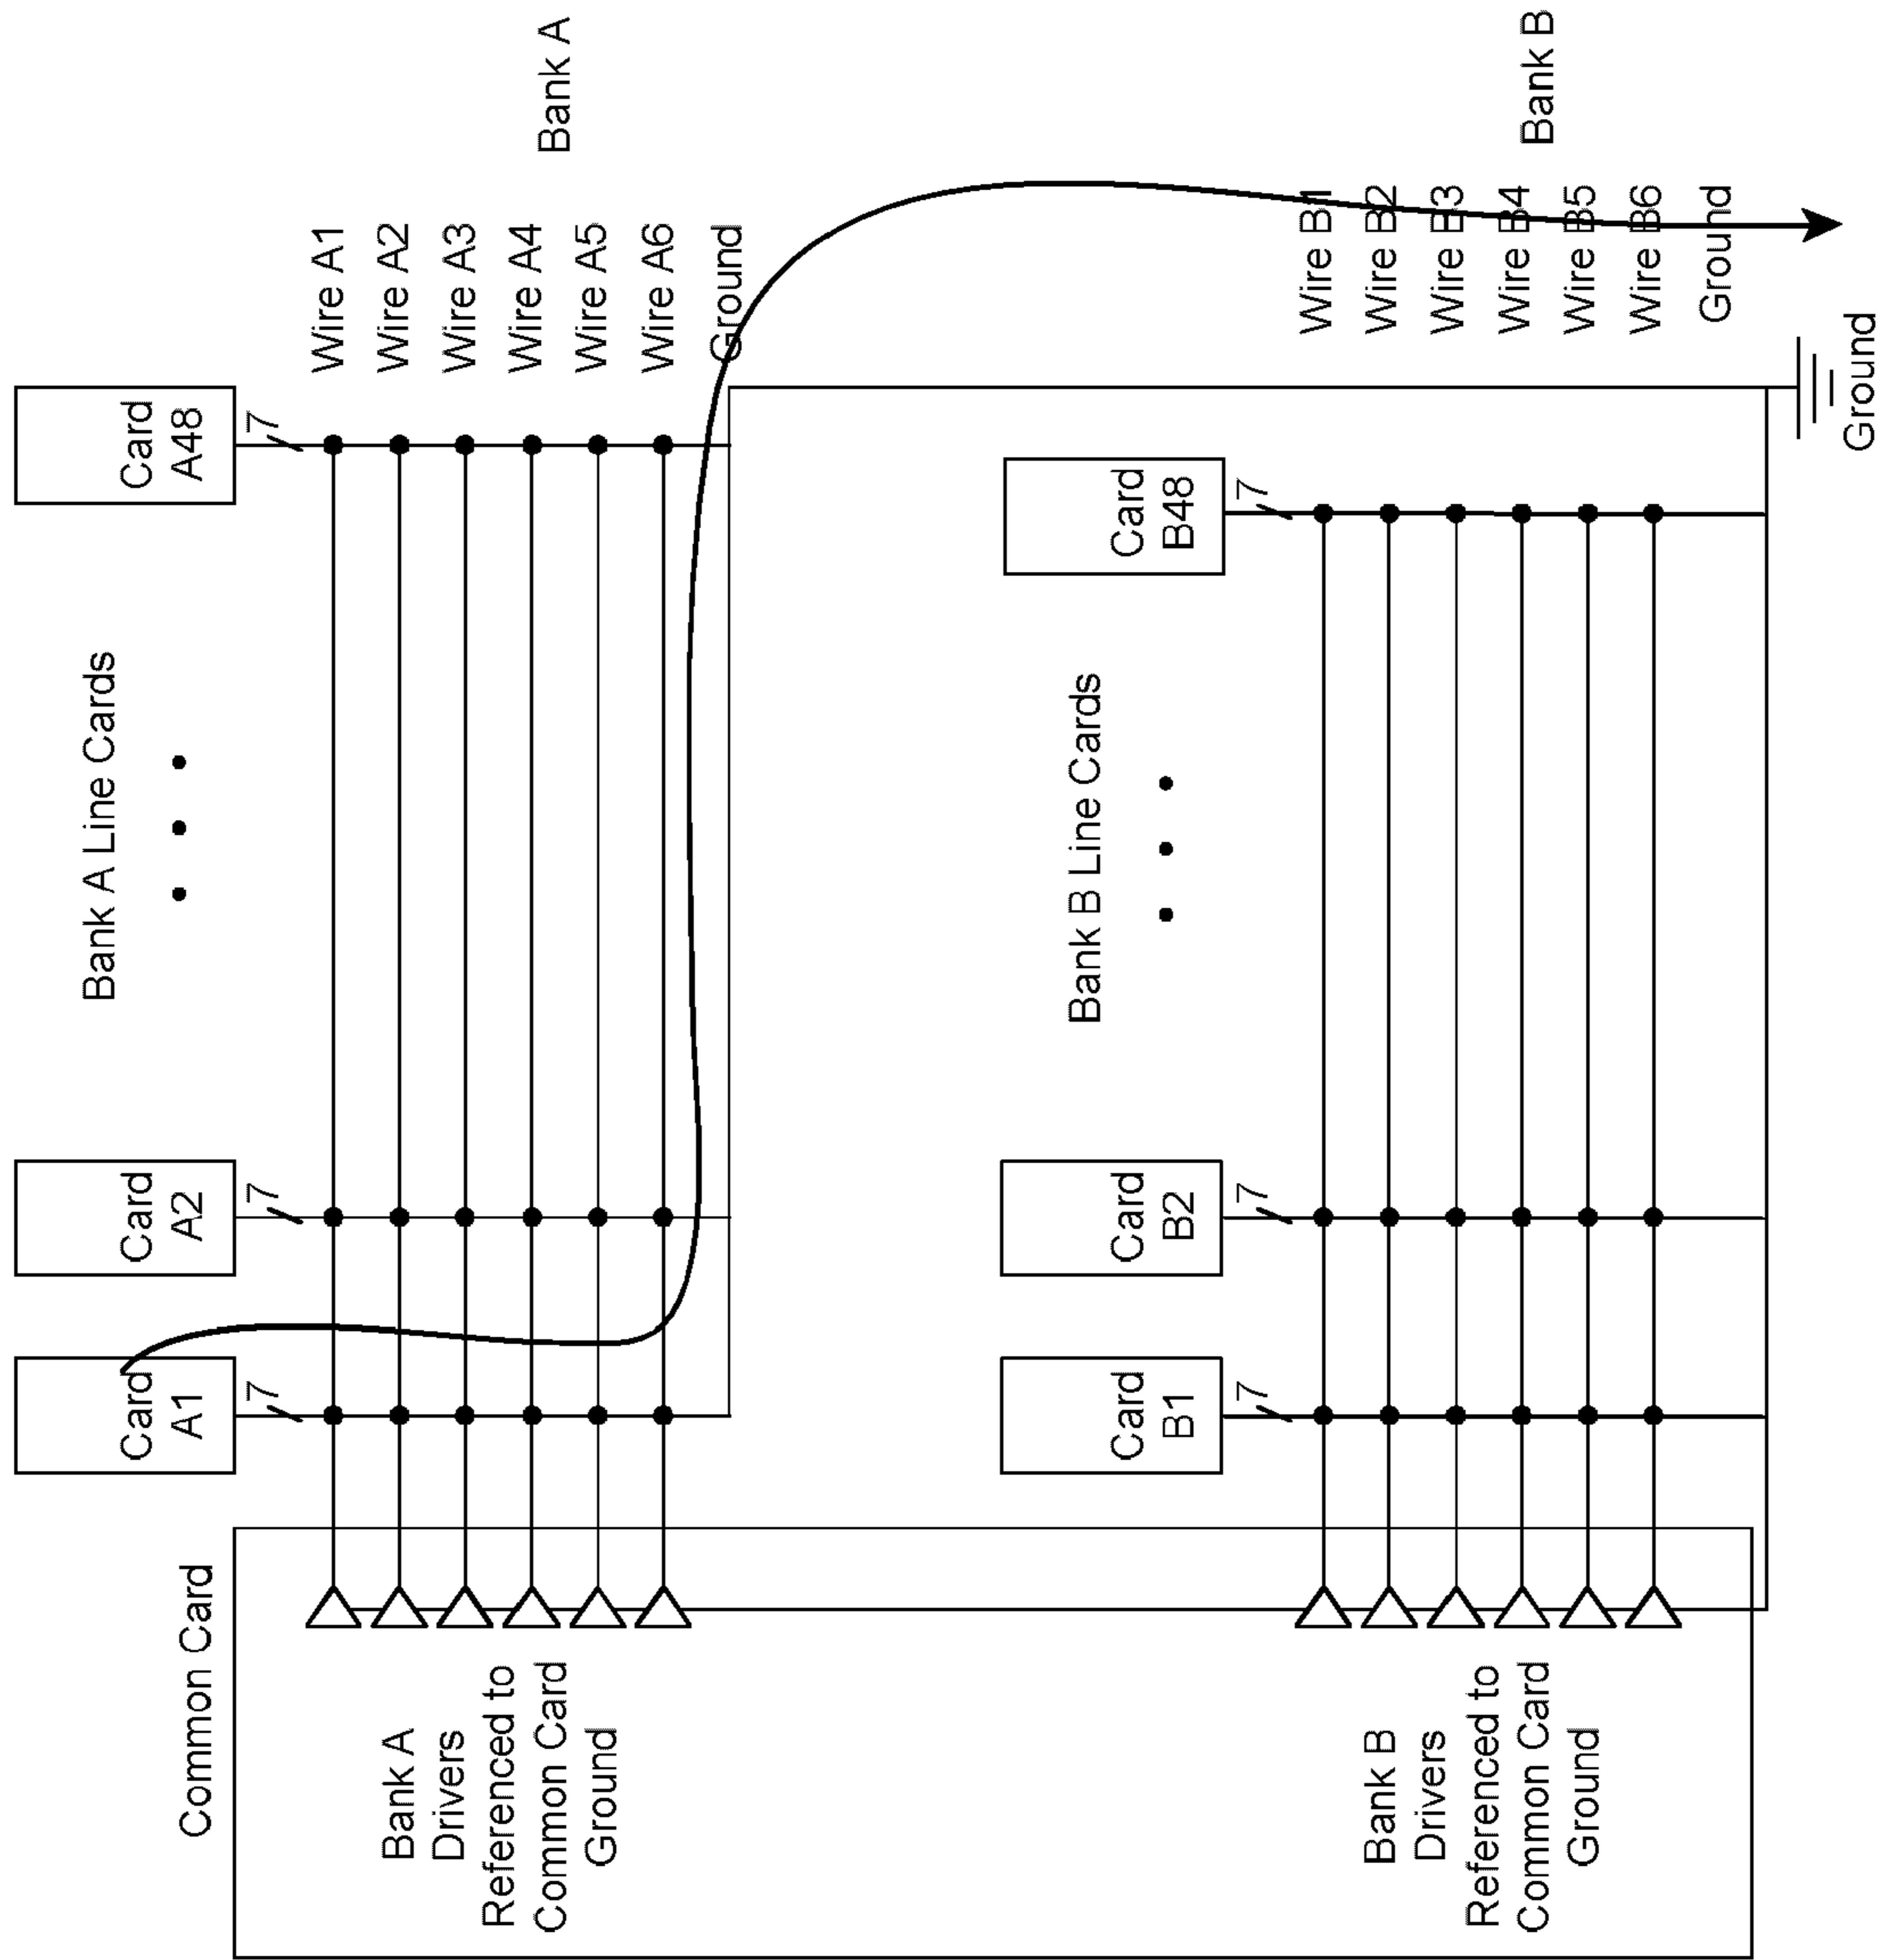 Common Card
Bank A
Drivers
Referenced to
Common Card
Ground
Bank B
Drivers
Referenced to
Common Card
Ground
Bank A Line Cards
Card
A1
7
Card
A2
7
Card
A48
7
Wire A1
Wire A2
Wire A3
Wire A4
Wire A5
Wire A6
Ground
Bank A
Bank B Line Cards
Card
B1
7
Card
B2
7
Card
B48
7
Wire B1
Wire B2
Wire B3
Wire B4
Wire B5
Wire B6
Ground
Bank B
Ground